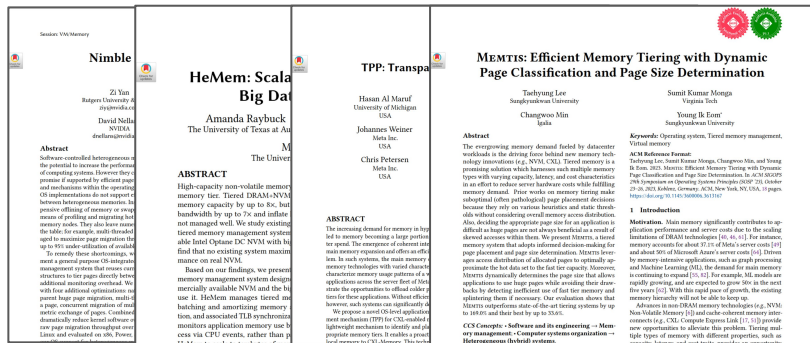 Session: VM/Memory
Nimble
Zi Yan
Rutgers University &
ziy@nvidia.co
David Nella
NVIDIA
dnellans@nvidia
Abstract
Software-controlled heterogeneous m
the potential to increase the performan
of computing systems. However they o
promise if supported by efficient page
and mechanisms within the operating
OS implementations do not support e
between heterogeneous memories. In
pensive offlining of memory or swap
means of profiling and migrating hot
memory nodes. They also leave nume
the table; for example, multi-threaded
aged to maximize page migration thr
up to 95% under utilization of availabl
To remedy these shortcomings, w
ment a general purpose OS-integrate
management system that reuses curr
structures to tier pages directly betwe
additional monitoring overhead. We
with four additional optimizations: na
parent huge page migration, multi-th
a page, concurrent migration of mul
metric exchange of pages. Combined
dramatically reduce kernel software o
raw page migration throughput over
Linux and evaluated on x86, Power,
HeMem: Scala
Big Dat
Amanda Raybuck
The University of Texas at Au
M
The Univer
ABSTRACT
High-capacity non-volatile memory
memory tier. Tiered DRAM+NVM
memory capacity by up to 8×, but
bandwidth by up to 7× and inflate
not managed well. We study existing
tiered memory management system
able Intel Optane DC NVM with big
find that no existing system maxim
mance on real NVM.
Based on our findings, we present
memory management system design
mercially available NVM and the big
use it. HeMem manages tiered me
batching and amortizing memory a
tion, and associated TLB synchroniz
monitors application memory use b
cess via CPU events, rather than p
TPP: Transpa
Hasan Al Maruf
University of Michigan
USA
Johannes Weiner
Meta Inc.
USA
Chris Petersen
Meta Inc.
USA
ABSTRACT
The increasing demand for memory in hyp
led to memory becoming a large portion
ter spend. The emergence of coherent inte
main memory expansion and offers an effic
lem. In such systems, the main memory c
memory technologies with varied characte
characterize memory usage patterns of a w
applications across the server fleet of Meta
strate the opportunities to offload colder p
tiers for these applications. Without efficien
however, such systems can significantly de
We propose a novel OS-level application
ment mechanism (TPP) for CXL-enabled m
lightweight mechanism to identify and pla
propriate memory tiers. It enables a proact
local memory to CXL-Memory. This techn
MEMTIS: Efficient Memory Tiering with Dynamic
Page Classification and Page Size Determination
Taehyung Lee
Sungkyunkwan University
Sumit Kumar Monga
Virginia Tech
Changwoo Min
Igalia
Young Ik Eom*
Sungkyunkwan University
Abstract
The evergrowing memory demand fueled by datacenter
workloads is the driving force behind new memory tech-
nology innovations (e.g., NVM, CXL). Tiered memory is a
promising solution which harnesses such multiple memory
types with varying capacity, latency, and cost characteristics
in an effort to reduce server hardware costs while fulfilling
memory demand. Prior works on memory tiering make
suboptimal (often pathological) page placement decisions
because they rely on various heuristics and static thresh-
olds without considering overall memory access distribution.
Also, deciding the appropriate page size for an application is
difficult as huge pages are not always beneficial as a result of
skewed accesses within them. We present MEMTIS, a tiered
memory system that adopts informed decision-making for
page placement and page size determination. MEMTIS lever-
ages access distribution of allocated pages to optimally ap-
proximate the hot data set to the fast tier capacity. Moreover,
MEMTIS dynamically determines the page size that allows
applications to use huge pages while avoiding their draw-
backs by detecting inefficient use of fast tier memory and
splintering them if necessary. Our evaluation shows that
MEMTIS outperforms state-of-the-art tiering systems by up
to 169.0% and their best by up to 33.6%.
CCS Concepts: • Software and its engineering → Mem-
ory management; • Computer systems organization →
Heterogeneous (hybrid) systems.
Keywords: Operating system, Tiered memory management,
Virtual memory
ACM Reference Format:
Taehyung Lee, Sumit Kumar Monga, Changwoo Min, and Young
Ik Eom. 2023. MEMTIS: Efficient Memory Tiering with Dynamic
Page Classification and Page Size Determination. In ACM SIGOPS
29th Symposium on Operating Systems Principles (SOSP '23), October
23–26, 2023, Koblenz, Germany. ACM, New York, NY, USA, 18 pages.
https://doi.org/10.1145/3600006.3613167
1 Introduction
Motivation. Main memory significantly contributes to ap-
plication performance and server costs due to the scaling
limitations of DRAM technologies [40, 46, 61]. For instance,
memory accounts for about 37.1% of Meta's server costs [49]
and about 50% of Microsoft Azure's server costs [66]. Driven
by memory-intensive applications, such as graph processing
and Machine Learning (ML), the demand for main memory
is continuing to expand [55, 82]. For example, ML models are
rapidly growing, and are expected to grow 50x in the next
five years [62]. With this rapid pace of growth, the existing
memory hierarchy will not be able to keep up.
Advances in non-DRAM memory technologies (e.g., NVM:
Non-Volatile Memory [6]) and cache-coherent memory inter-
connects (e.g., CXL: Compute Express Link [17, 51]) provide
new opportunities to alleviate this problem. Tiering mul-
tiple types of memory with different properties, such as